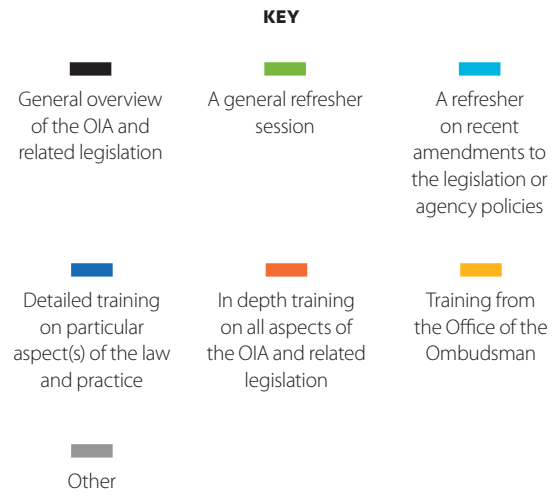 KEY
General overview
of the OIA and
related legislation
A general refresher
session
A refresher
on recent
amendments to
the legislation or
agency policies
Detailed training
on particular
aspect(s) of the law
and practice
In depth training
on all aspects of
the OIA and related
legislation
Training from
the Office of the
Ombudsman
Other